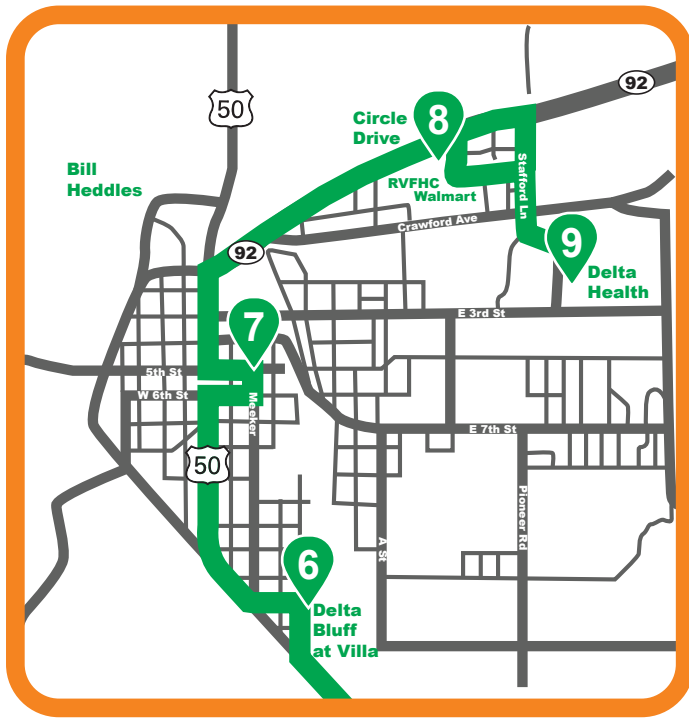 92
50
8
Circle
Drive
Bill
Heddles
Stafford Ln
RVFHC
Walmart
Crawford Ave
92
9
Delta
Health
7
E 3rd St
5th St
W 6th St
Meeker
E 7th St
50
Pioneer Rd
A St
6
Delta
Bluff
at Villa